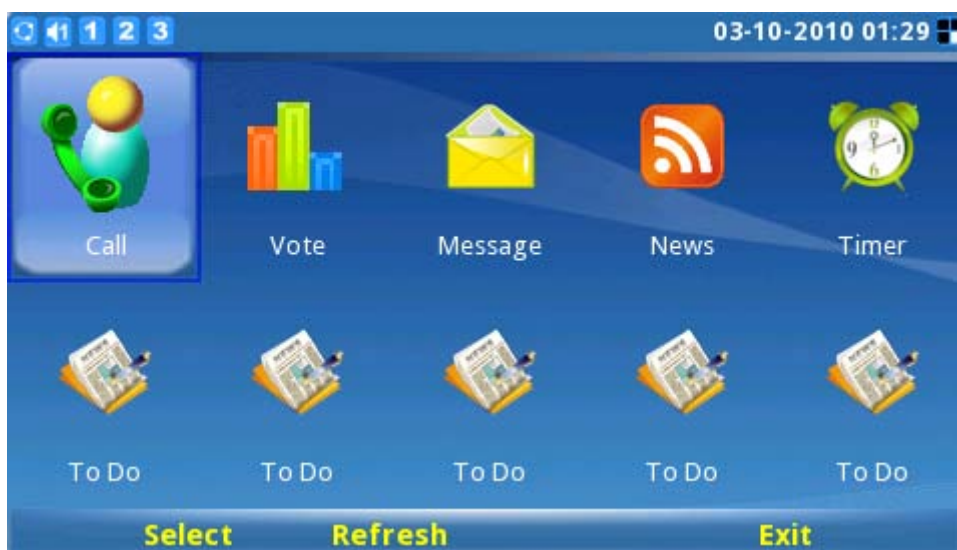 1 1 2 3 03-10-2010 01:29
Call Vote Message News Timer
To Do To Do To Do To Do To Do
Select Refresh Exit